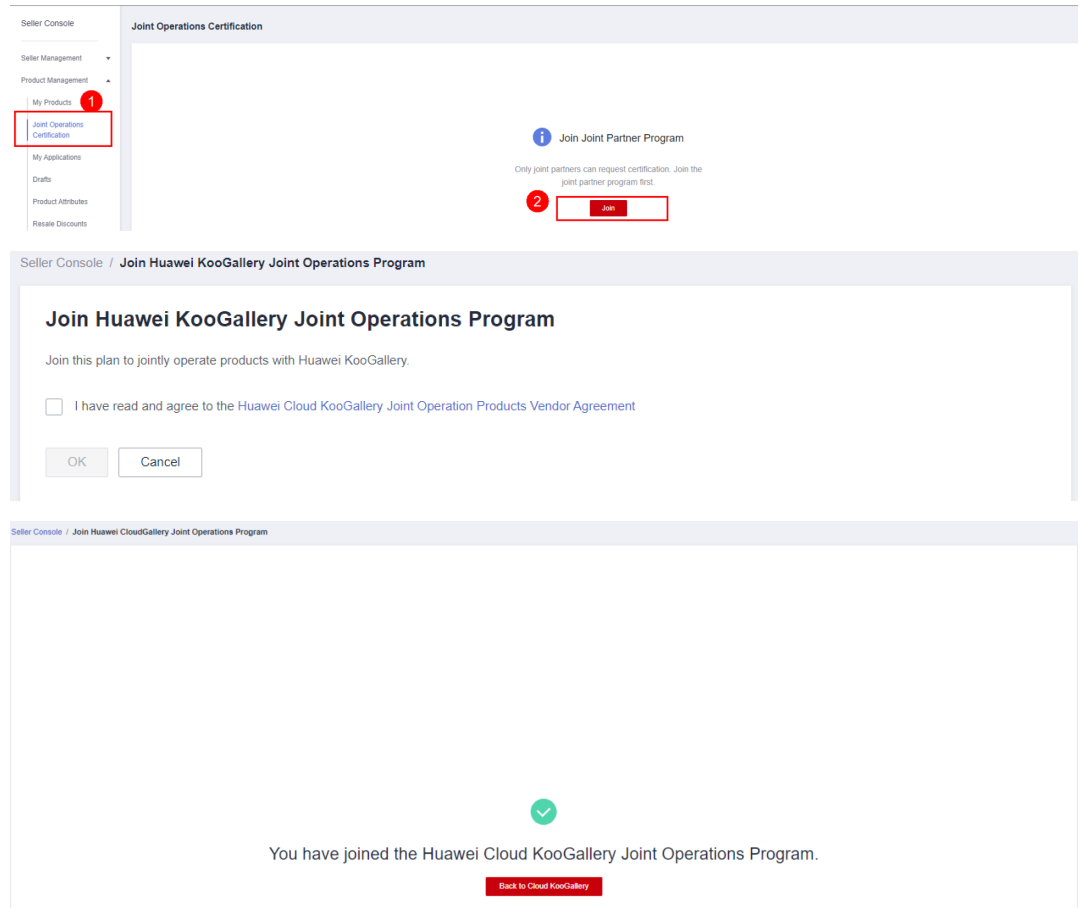 Seller Console
Joint Operations Certification
Seller Management
Product Management
My Products
1
Joint Operations
Certification
My Applications
Drafts
Product Attributes
Resale Discounts
Join Joint Partner Program
Only joint partners can request certification. Join the
joint partner program first.
2
Join
Seller Console / Join Huawei KooGallery Joint Operations Program
Join Huawei KooGallery Joint Operations Program
Join this plan to jointly operate products with Huawei KooGallery.
I have read and agree to the Huawei Cloud KooGallery Joint Operation Products Vendor Agreement
OK
Cancel
Seller Console / Join Huawei CloudGallery Joint Operations Program
You have joined the Huawei Cloud KooGallery Joint Operations Program.
Back to Cloud KooGallery